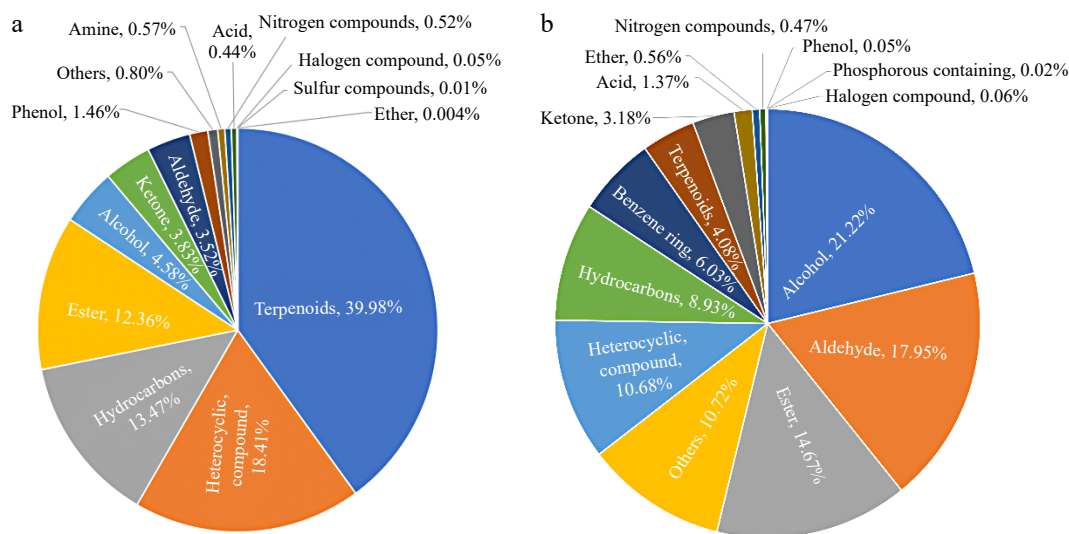 a
Amine, 0.57%
Acid,
0.44%
Nitrogen compounds, 0.52%
Others, 0.80%
Halogen compound, 0.05%
Sulfur compounds, 0.01%
Phenol, 1.46%
Ether, 0.004%
Aldehyde, 3.52%
Ketone, 3.83%
Alcohol, 4.58%
Ester, 12.36%
Terpenoids, 39.98%
Hydrocarbons,
13.47%
Heterocyclic,
compound,
18.41%
b
Nitrogen compounds, 0.47%
Ether, 0.56%
Phenol, 0.05%
Acid, 1.37%
Phosphorous containing, 0.02%
Ketone, 3.18%
Halogen compound, 0.06%
Terpenoids, 4.08%
Benzene ring, 6.03%
Alcohol, 21.22%
Hydrocarbons, 8.93%
Heterocyclic,
compound,
10.68%
Aldehyde, 17.95%
Others, 10.72%
Ester, 14.67%